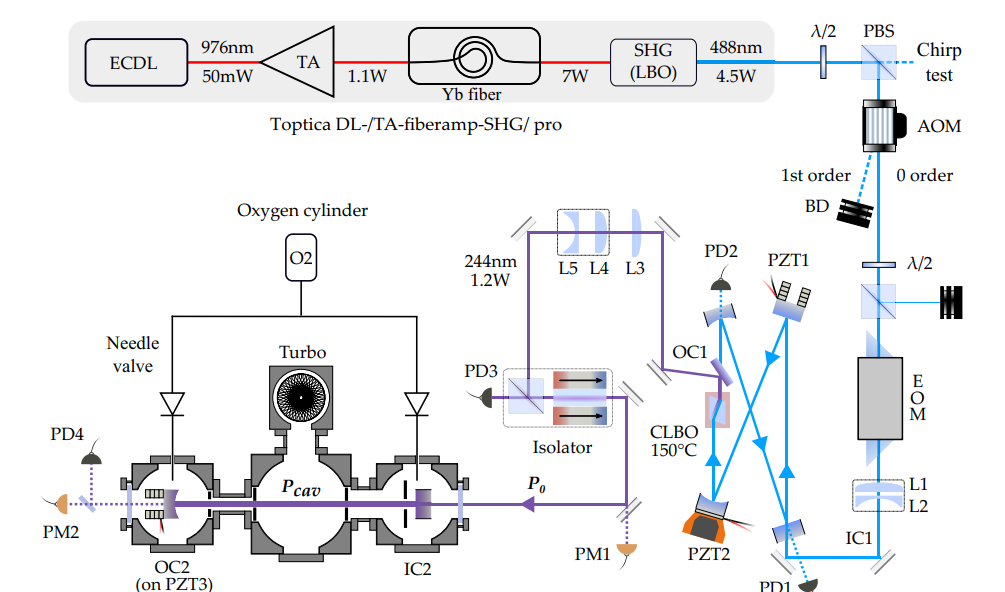 ECDL
976nm
50mW
TA
1.1W
Yb fiber
7W
SHG
(LBO)
488nm
4.5W
λ/2
PBS
Chirp
test
Toptica DL-/TA-fiberamp-SHG/ pro
AOM
1st order
0 order
BD
Oxygen cylinder
O2
244nm
1.2W
L5
L4
L3
PD2
PZT1
λ/2
Needle
valve
Turbo
PD3
OC1
EOM
Isolator
CLBO
150°C
PD4
Pcav
P0
L1
L2
PM2
PM1
PZT2
IC1
OC2
(on PZT3)
IC2
PD1